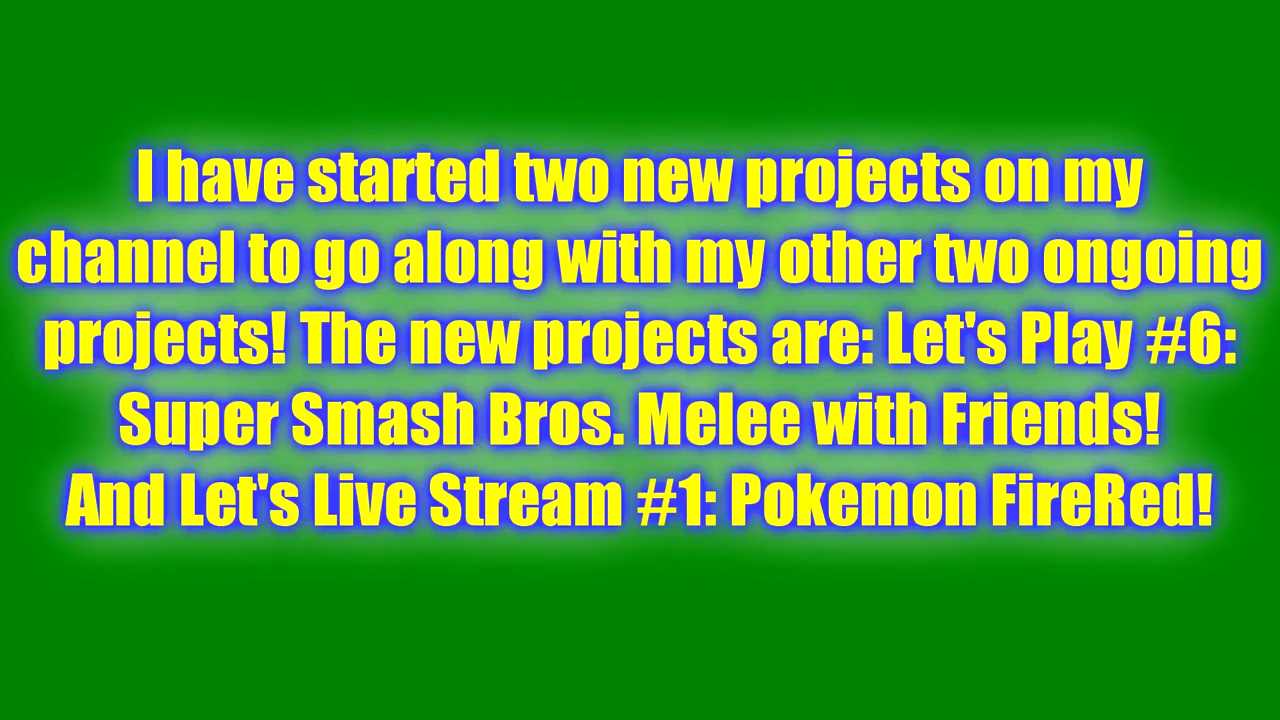 I have started two new projects on my
channel to go along with my other two ongoing
projects! The new projects are: Let's Play #6:
Super Smash Bros. Melee with Friends!
And Let's Live Stream #1: Pokemon FireRed!